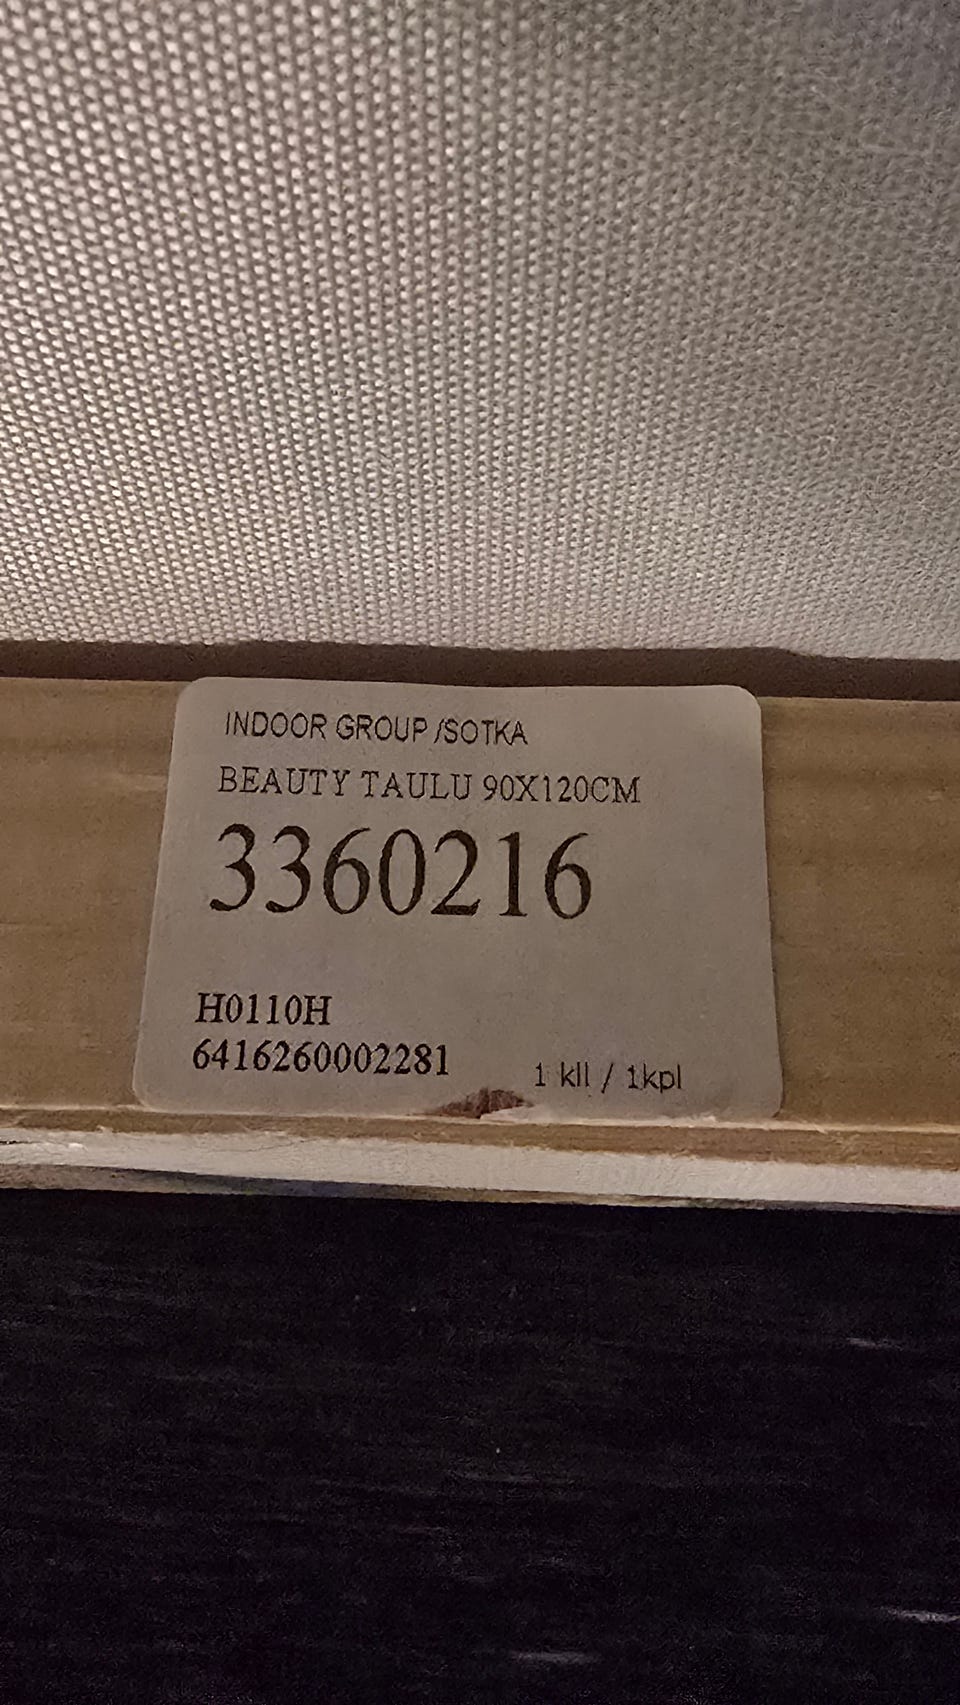 INDOOR GROUP /SOTKA
BEAUTY TAULU 90X120CM
3360216
H0110H
6416260002281
1 kll / 1kpl